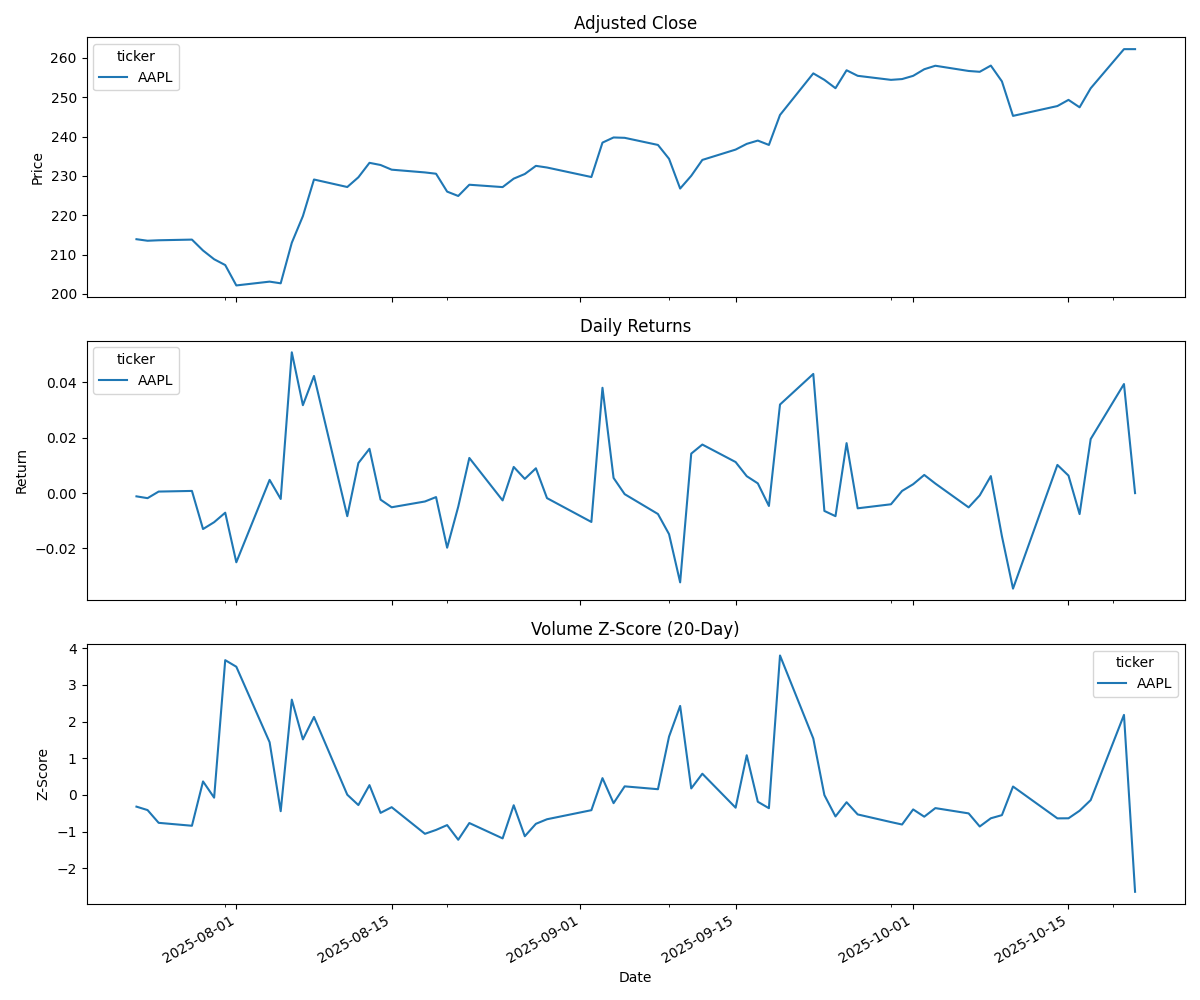 Adjusted Close
ticker
AAPL
260
250
240
230
220
210
200
Price
Daily Returns
ticker
AAPL
0.04
0.02
0.00
−0.02
Return
Volume Z-Score (20-Day)
ticker
AAPL
4
3
2
1
0
−1
−2
Z-Score
2025-08-01
2025-08-15
2025-09-01
2025-09-15
2025-10-01
2025-10-15
Date